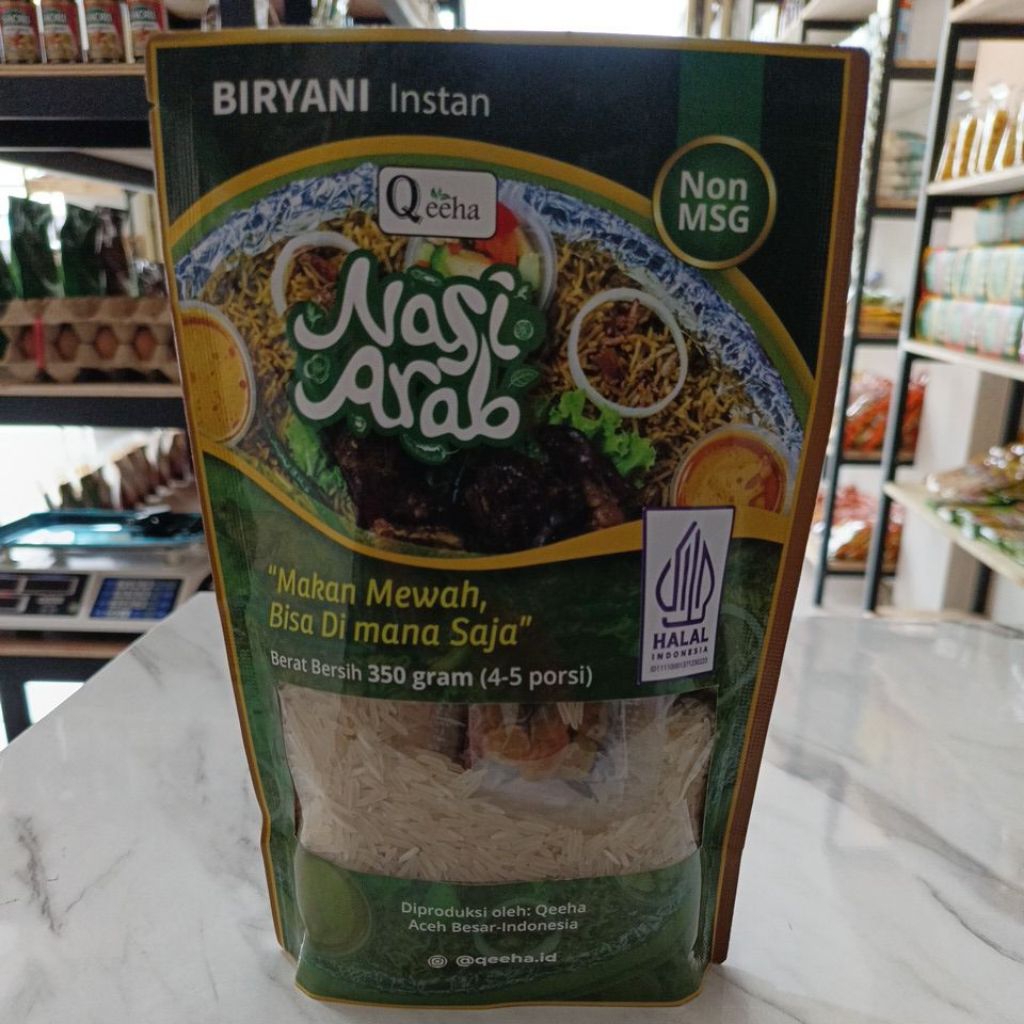 BIRYANI Instan
Non
MSG
Qeeha
Nasi
Arab
"Makan Mewah,
Bisa Di mana Saja"
Berat Bersih 350 gram (4-5 porsi)
HALAL
INDONESIA
Diproduksi oleh: Qeeha
Aceh Besar-Indonesia
@qeeha.id